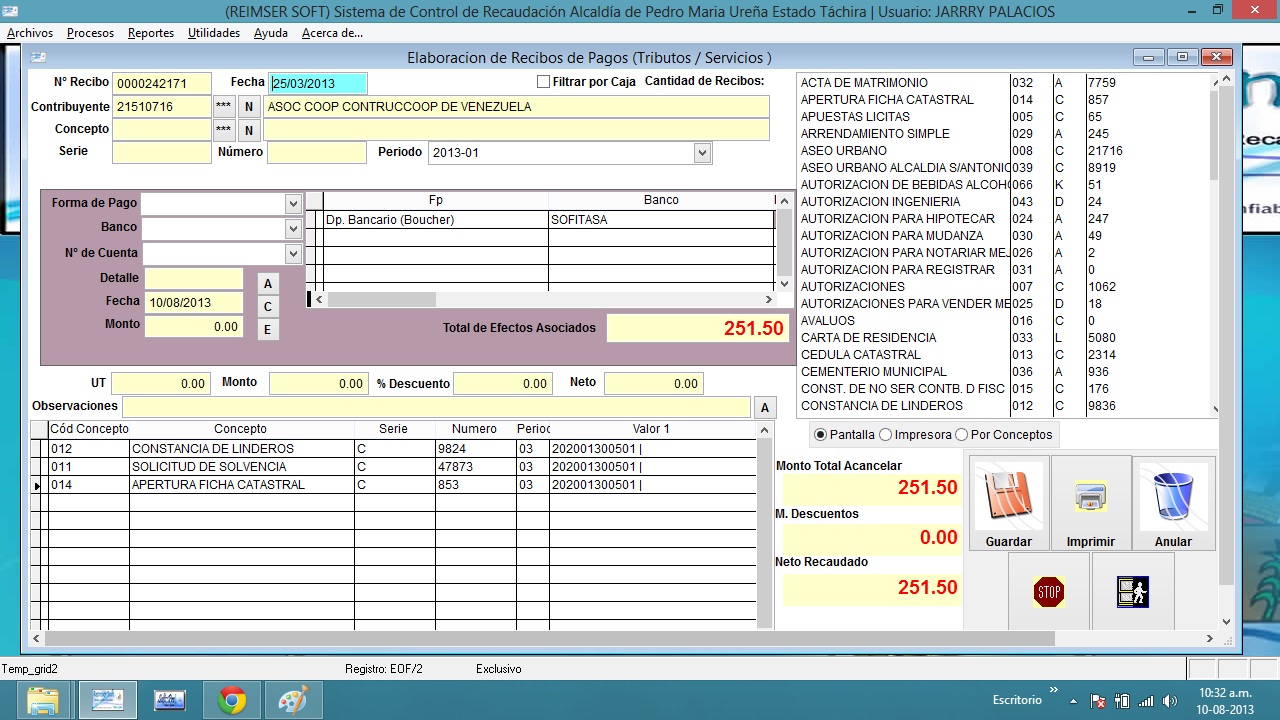 (REIMSER SOFT) Sistema de Control de Recaudación Alcaldía de Pedro Maria Ureña Estado Táchira | Usuario: JARRRY PALACIOS
Archivos Procesos Reportes Utilidades Ayuda Acerca de...
Elaboracion de Recibos de Pagos (Tributos / Servicios )
N° Recibo 0000242171 Fecha 25/03/2013 Filtrar por Caja Cantidad de Recibos:
Contribuyente 21510716 *** N ASOC COOP CONTRUCCOOP DE VENEZUELA
Concepto *** N
Serie Número Periodo 2013-01
Forma de Pago
Banco
N° de Cuenta
Detalle
Fecha 10/08/2013
Monto 0.00
A
C
E
Fp Banco
Dp. Bancario (Boucher) SOFITASA
Total de Efectos Asociados 251.50
UT 0.00 Monto 0.00 % Descuento 0.00 Neto 0.00
Observaciones A
Cód Concepto Concepto Serie Numero Perioc Valor 1
012 CONSTANCIA DE LINDEROS C 9824 03 202001300501 |
011 SOLICITUD DE SOLVENCIA C 47873 03 202001300501 |
014 APERTURA FICHA CATASTRAL C 853 03 202001300501 |
ACTA DE MATRIMONIO 032 A 7759
APERTURA FICHA CATASTRAL 014 C 857
APUESTAS LICITAS 005 C 65
ARRENDAMIENTO SIMPLE 029 A 245
ASEO URBANO 008 C 21716
ASEO URBANO ALCALDIA S/ANTONIO 039 C 8919
AUTORIZACION DE BEBIDAS ALCOHO 066 K 51
AUTORIZACION INGENIERIA 043 D 24
AUTORIZACION PARA HIPOTECAR 024 A 247
AUTORIZACION PARA MUDANZA 030 A 49
AUTORIZACION PARA NOTARIAR MEJ 026 A 2
AUTORIZACION PARA REGISTRAR 031 A 0
AUTORIZACIONES 007 C 1062
AUTORIZACIONES PARA VENDER ME 025 D 18
AVALUOS 016 C 0
CARTA DE RESIDENCIA 033 L 5080
CEDULA CATASTRAL 013 C 2314
CEMENTERIO MUNICIPAL 036 A 936
CONST. DE NO SER CONTB. D FISC 015 C 176
CONSTANCIA DE LINDEROS 012 C 9836
Pantalla Impresora Por Conceptos
Monto Total Acancelar
251.50
M. Descuentos
0.00
Neto Recaudado
251.50
Guardar Imprimir Anular
STOP
Temp_grid2 Registro: EOF/2 Exclusivo
Escritorio
10:32 a.m.
10-08-2013